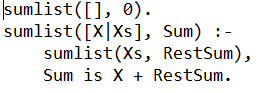 sumlist([], 0).
sumlist([X|Xs], Sum) :-
    sumlist(Xs, RestSum),
    Sum is X + RestSum.